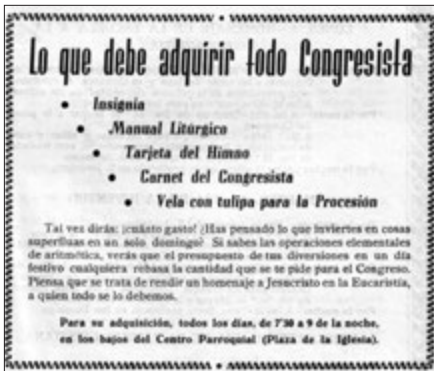 Lo que debe adquirir todo Congresista
• Insignia
• Manual Litúrgico
• Tarjeta del Himno
• Carnet del Congresista
• Vela con tulipa para la Procesión
Tal vez dirás: ¡cuánto gasto! ¿Has pensado lo que inviertes en cosas
superfluas en un solo domingo? Si sabes las operaciones elementales
de aritmética, verás que el presupuesto de tus diversiones en un día
festivo cualquiera rebasa la cantidad que se te pide para el Congreso.
Piensa que se trata de rendir un homenaje a Jesucristo en la Eucaristía,
a quien todo se lo debemos.
Para su adquisición, todos los días, de 7'30 a 9 de la noche,
en los bajos del Centro Parroquial (Plaza de la Iglesia).